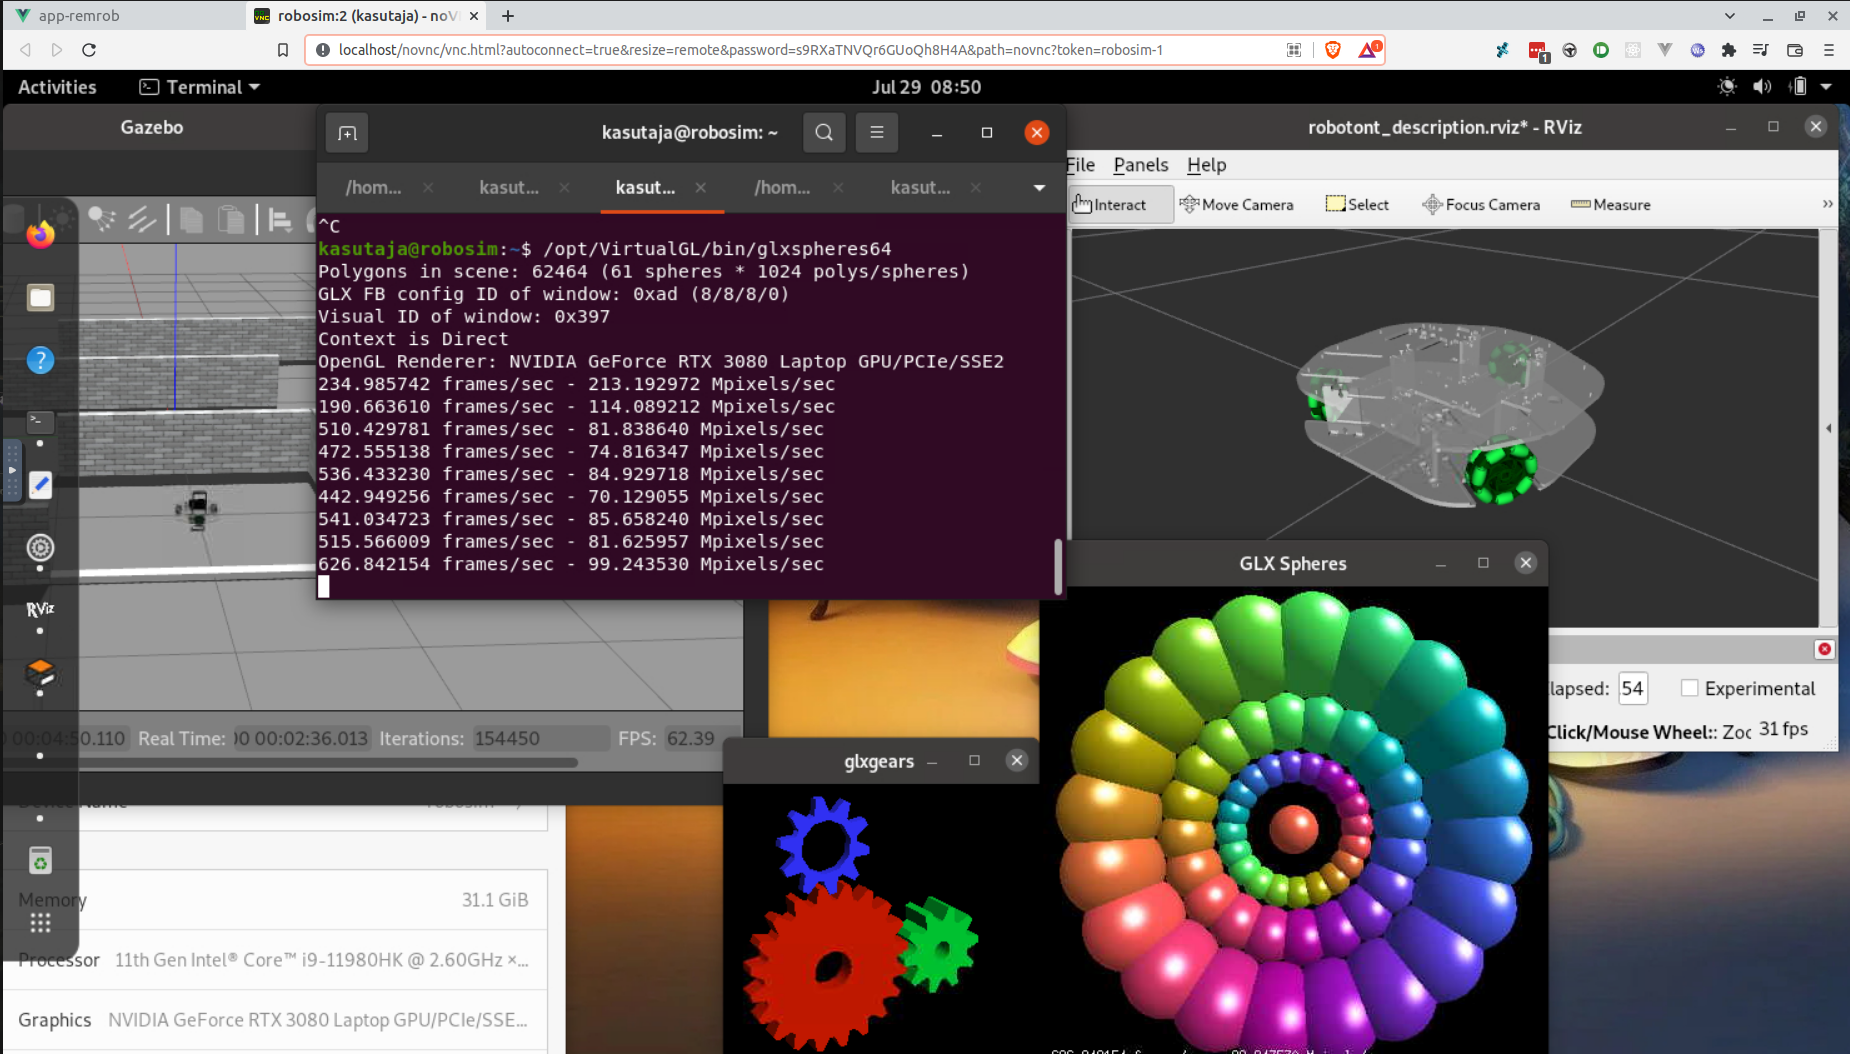 app-remrob
robosim:2 (kasutaja) - noV
localhost/novnc/vnc.html?autoconnect=true&resize=remote&password=s9RXaTNVQr6GUoQh8H4A&path=novnc?token=robosim-1
1
1
Activities
Terminal
Jul 29 08:50
Gazebo
kasutaja@robosim: ~
robotont_description.rviz* - RViz
File Panels Help
/hom...
kasut...
kasut...
/hom...
kasut...
Interact
Move Camera
Select
Focus Camera
Measure
^C
kasutaja@robosim:~$ /opt/VirtualGL/bin/glxspheres64
Polygons in scene: 62464 (61 spheres * 1024 polys/spheres)
GLX FB config ID of window: 0xad (8/8/8/0)
Visual ID of window: 0x397
Context is Direct
OpenGL Renderer: NVIDIA GeForce RTX 3080 Laptop GPU/PCIe/SSE2
234.985742 frames/sec - 213.192972 Mpixels/sec
190.663610 frames/sec - 114.089212 Mpixels/sec
510.429781 frames/sec - 81.838640 Mpixels/sec
472.555138 frames/sec - 74.816347 Mpixels/sec
536.433230 frames/sec - 84.929718 Mpixels/sec
442.949256 frames/sec - 70.129055 Mpixels/sec
541.034723 frames/sec - 85.658240 Mpixels/sec
515.566009 frames/sec - 81.625957 Mpixels/sec
626.842154 frames/sec - 99.243530 Mpixels/sec
RViz
GLX Spheres
lapsed: 54 Experimental
Click/Mouse Wheel:: Zoc 31 fps
00:04:50.110 Real Time: 00 00:02:36.013 Iterations: 154450 FPS: 62.39
glxgears
Device Name robosim
Memory 31.1 GiB
Processor 11th Gen Intel® Core™ i9-11980HK @ 2.60GHz ×...
Graphics NVIDIA GeForce RTX 3080 Laptop GPU/PCIe/SSE...